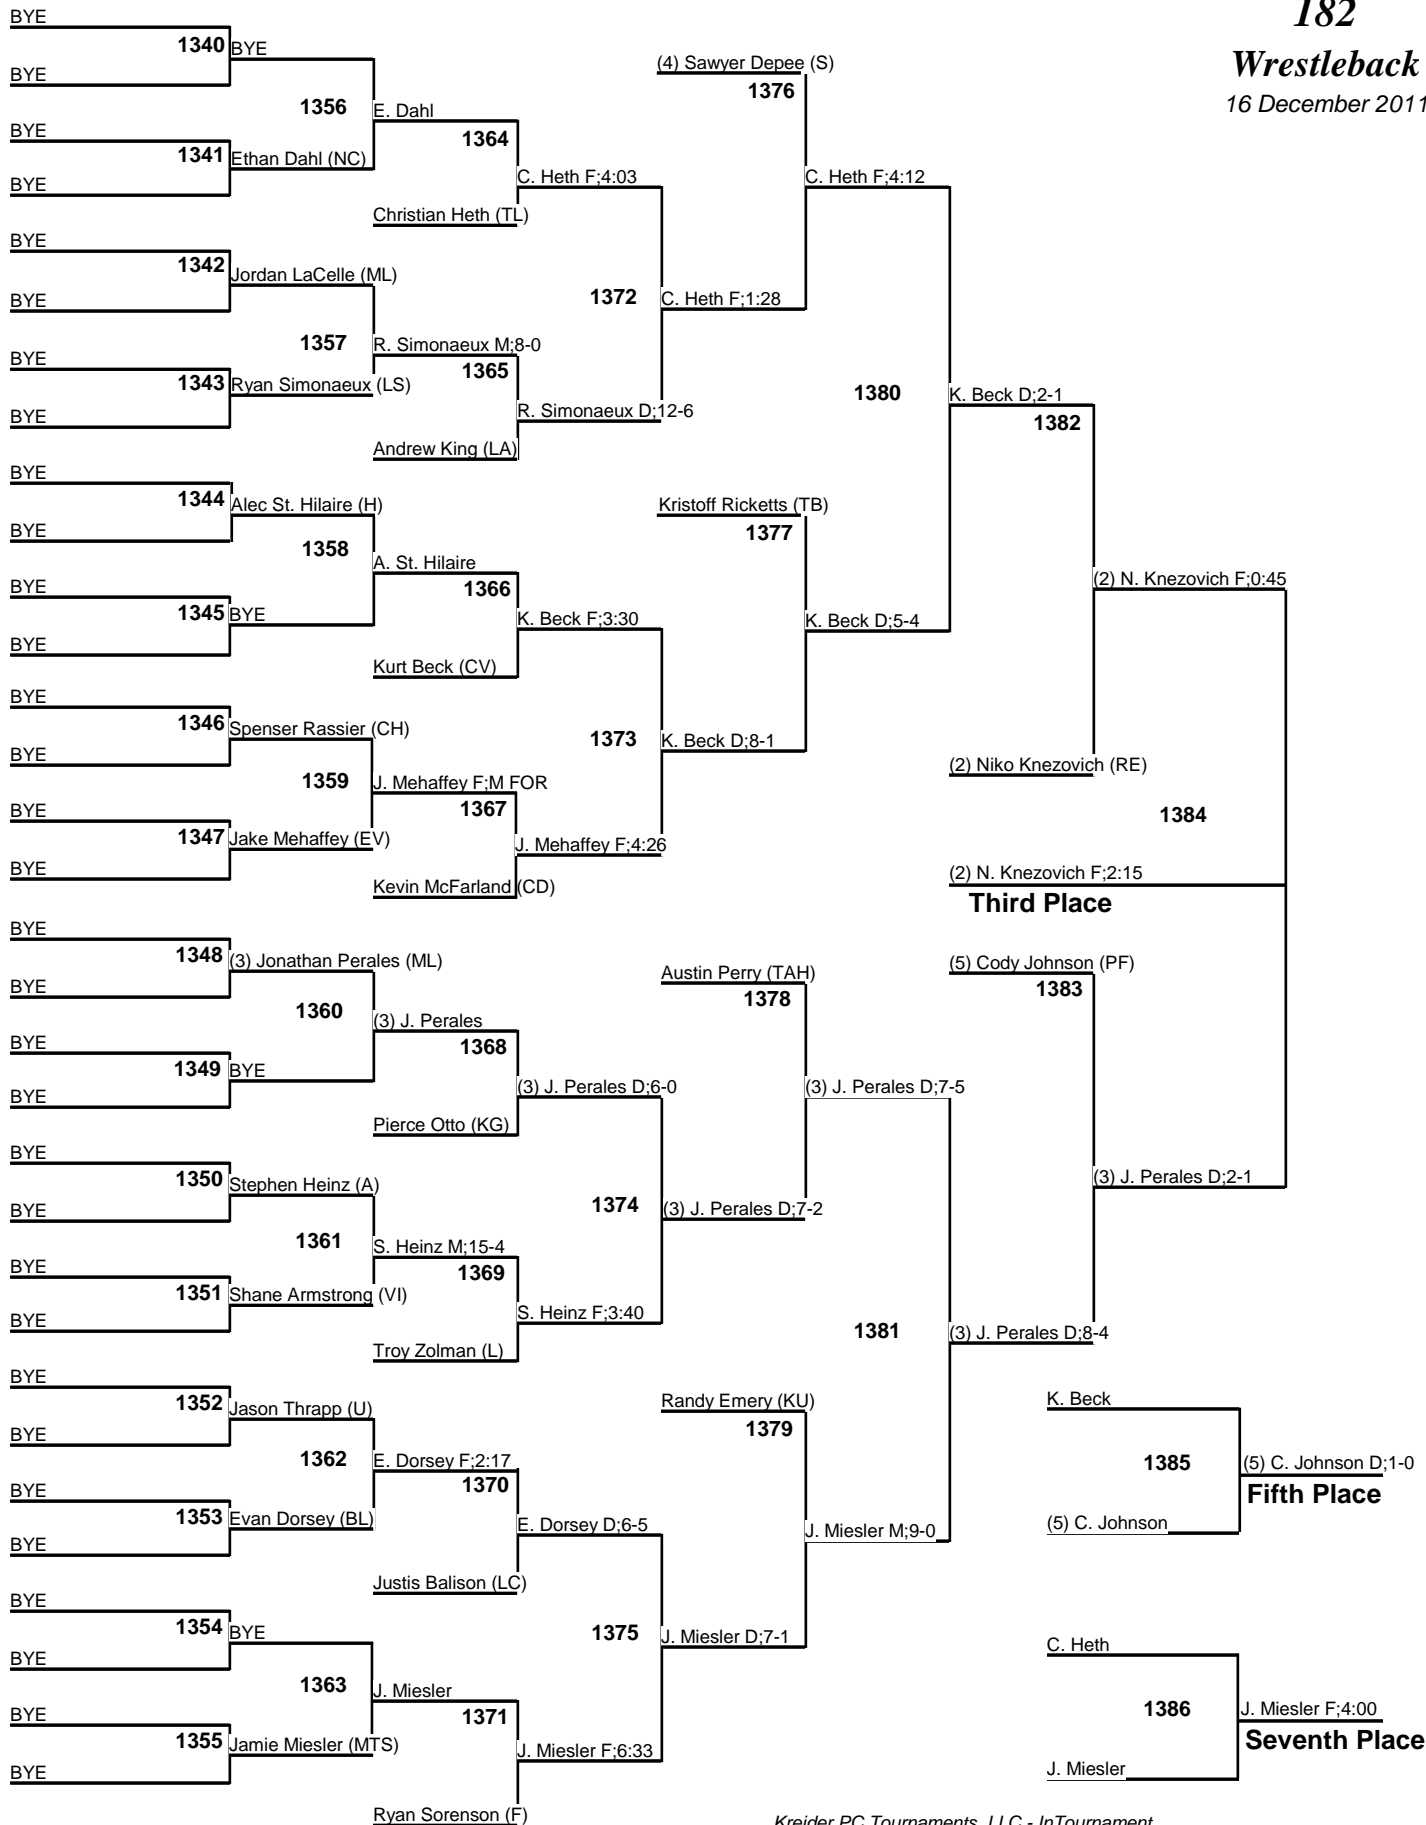 182
Wrestleback
16 December 2011
BYE
1340
BYE
BYE
1356
E. Dahl
BYE
1341
Ethan Dahl (NC)
BYE
1364
C. Heth F;4:03
Christian Heth (TL)
BYE
1342
Jordan LaCelle (ML)
BYE
1357
R. Simonaeux M;8-0
BYE
1343
Ryan Simonaeux (LS)
BYE
1365
R. Simonaeux D;12-6
Andrew King (LA)
1372
C. Heth F;1:28
(4) Sawyer Depee (S)
1376
C. Heth F;4:12
BYE
1344
Alec St. Hilaire (H)
BYE
1358
A. St. Hilaire
BYE
1345
BYE
BYE
1366
K. Beck F;3:30
Kurt Beck (CV)
BYE
1346
Spenser Rassier (CH)
BYE
1359
J. Mehaffey F;M FOR
BYE
1347
Jake Mehaffey (EV)
BYE
1367
J. Mehaffey F;4:26
Kevin McFarland (CD)
1373
K. Beck D;8-1
Kristoff Ricketts (TB)
1377
K. Beck D;5-4
1380
K. Beck D;2-1
1382
(2) N. Knezovich F;0:45
(2) Niko Knezovich (RE)
1384
(2) N. Knezovich F;2:15
Third Place
BYE
1348
(3) Jonathan Perales (ML)
BYE
1360
(3) J. Perales
BYE
1349
BYE
BYE
1368
(3) J. Perales D;6-0
Pierce Otto (KG)
BYE
1350
Stephen Heinz (A)
BYE
1361
S. Heinz M;15-4
BYE
1351
Shane Armstrong (VI)
BYE
1369
S. Heinz F;3:40
Troy Zolman (L)
1374
(3) J. Perales D;7-2
Austin Perry (TAH)
1378
(3) J. Perales D;7-5
(5) Cody Johnson (PF)
1383
(3) J. Perales D;2-1
1381
(3) J. Perales D;8-4
BYE
1352
Jason Thrapp (U)
BYE
1362
E. Dorsey F;2:17
BYE
1353
Evan Dorsey (BL)
BYE
1370
E. Dorsey D;6-5
Justis Balison (LC)
BYE
1354
BYE
BYE
1363
J. Miesler
BYE
1355
Jamie Miesler (MTS)
BYE
1371
J. Miesler F;6:33
Ryan Sorenson (F)
1375
J. Miesler D;7-1
Randy Emery (KU)
1379
J. Miesler M;9-0
K. Beck
1385
(5) C. Johnson D;1-0
Fifth Place
(5) C. Johnson
C. Heth
1386
J. Miesler F;4:00
Seventh Place
J. Miesler
Kreider PC Tournaments, LLC - InTournament